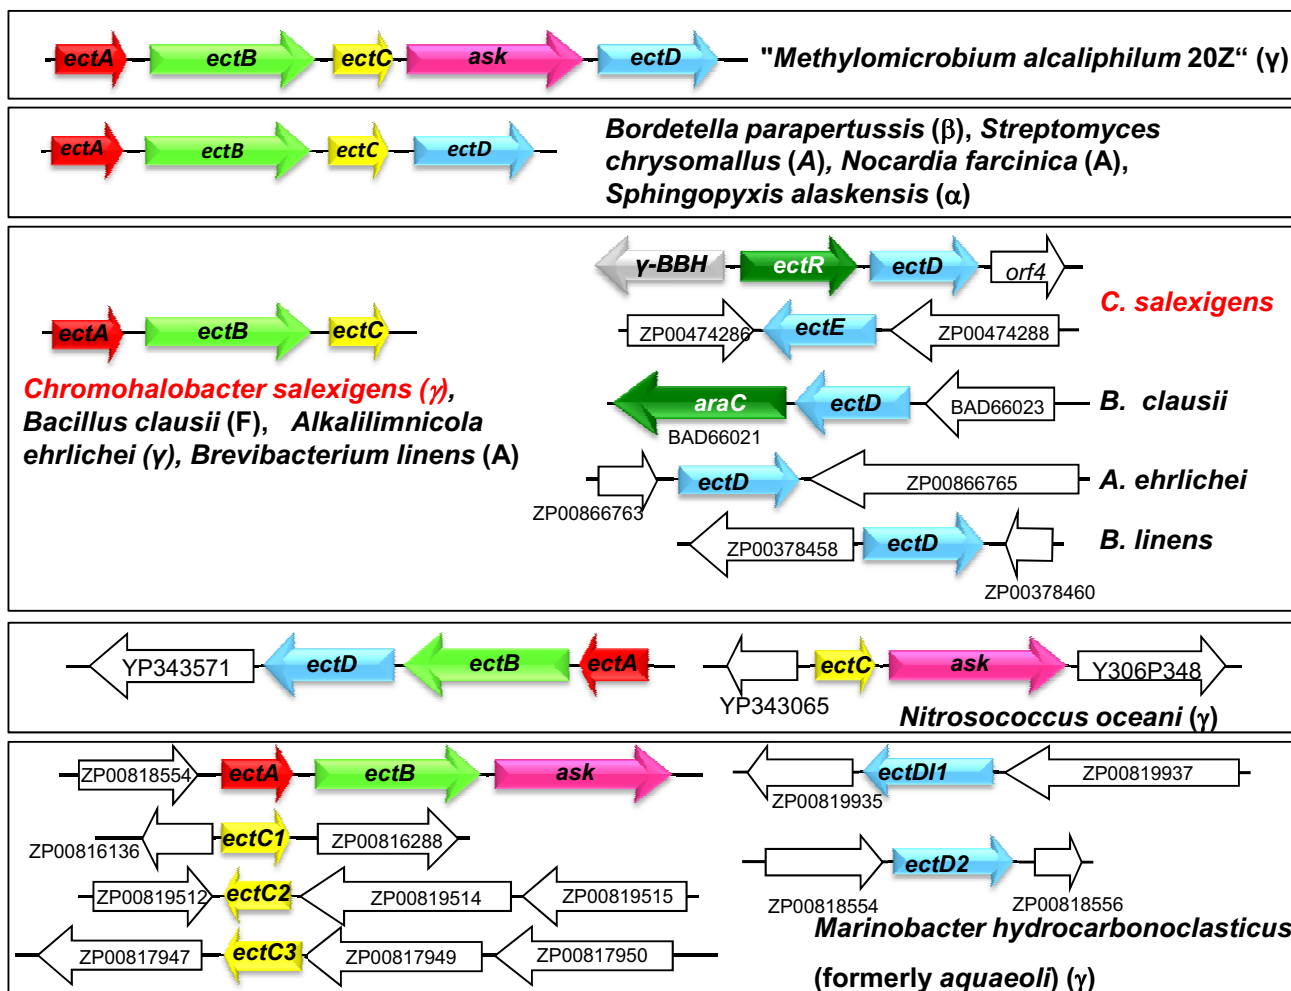 ectA ectB ectC ask ectD "Methylomicrobium alcaliphilum 20Z“ (γ)
ectA ectB ectC ectD
Bordetella parapertussis (β), Streptomyces
chrysomallus (A), Nocardia farcinica (A),
Sphingopyxis alaskensis (α)
ectA ectB ectC
Chromohalobacter salexigens (γ),
Bacillus clausii (F), Alkalilimnicola
ehrlichei (γ), Brevibacterium linens (A)
γ-BBH ectR ectD orf4
C. salexigens
ZP00474286 ectE ZP00474288
araC ectD BAD66023 B. clausii
BAD66021
ectD ZP00866765 A. ehrlichei
ZP00866763
ZP00378458 ectD B. linens
ZP00378460
YP343571 ectD ectB ectA
ectC ask Y306P348
YP343065
Nitrosococcus oceani (γ)
ZP00818554 ectA ectB ask
ectC1 ZP00816288
ZP00816136
ZP00819512 ectC2 ZP00819514 ZP00819515
ZP00817947 ectC3 ZP00817949 ZP00817950
ectDI1 ZP00819937
ZP00819935
ectD2
ZP00818554 ZP00818556
Marinobacter hydrocarbonoclasticus
(formerly aquaeoli) (γ)